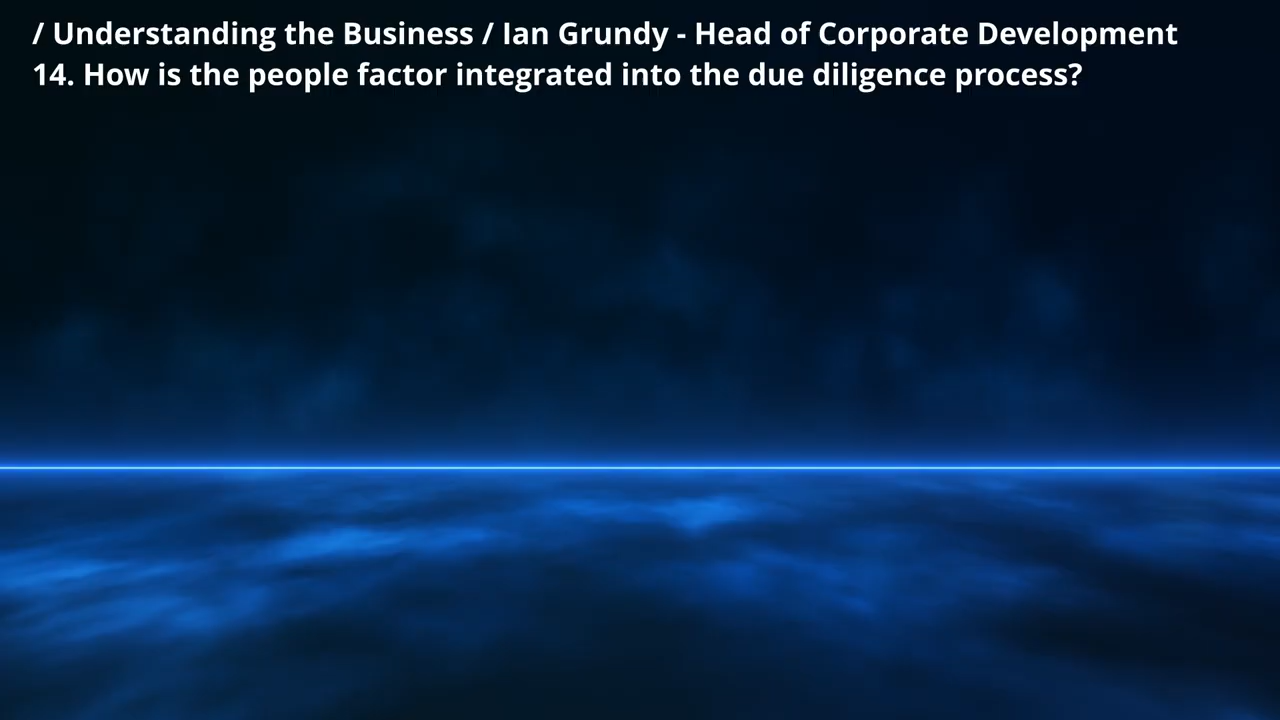 / Understanding the Business / Ian Grundy - Head of Corporate Development
14. How is the people factor integrated into the due diligence process?